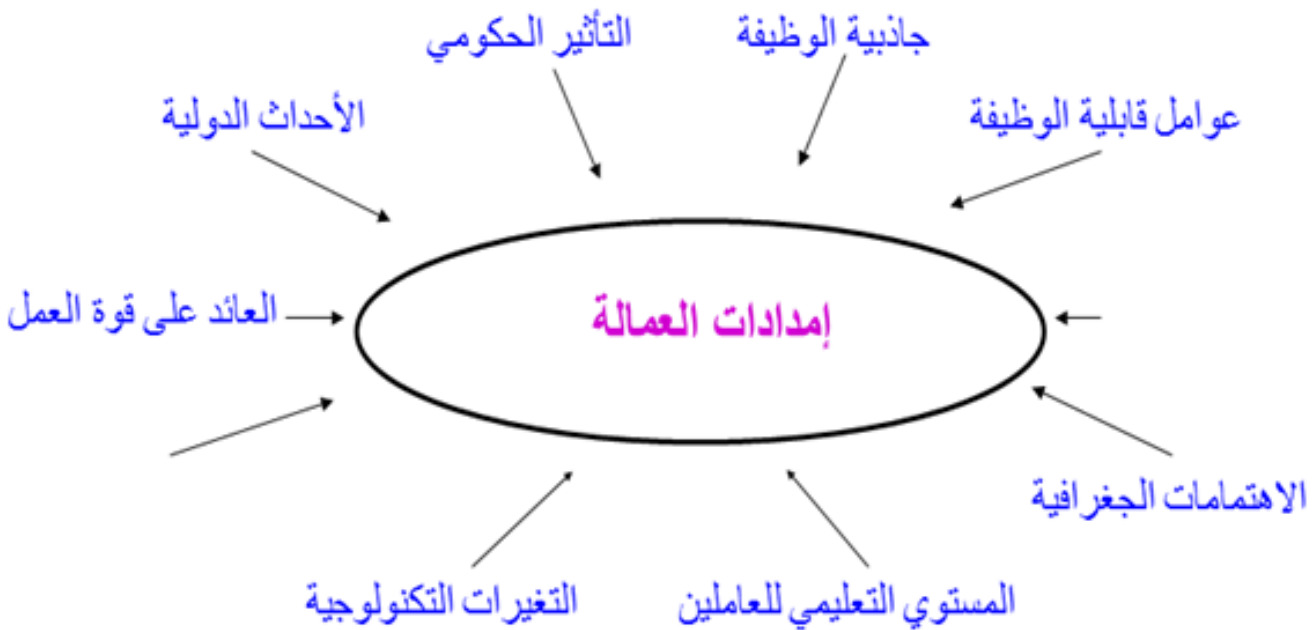 جاذبية الوظيفة
التأثير الحكومي
عوامل قابلية الوظيفة
الأحداث الدولية
إمدادات العمالة
العائد على قوة العمل
الاهتمامات الجغرافية
المستوي التعليمي للعاملين
التغيرات التكنولوجية